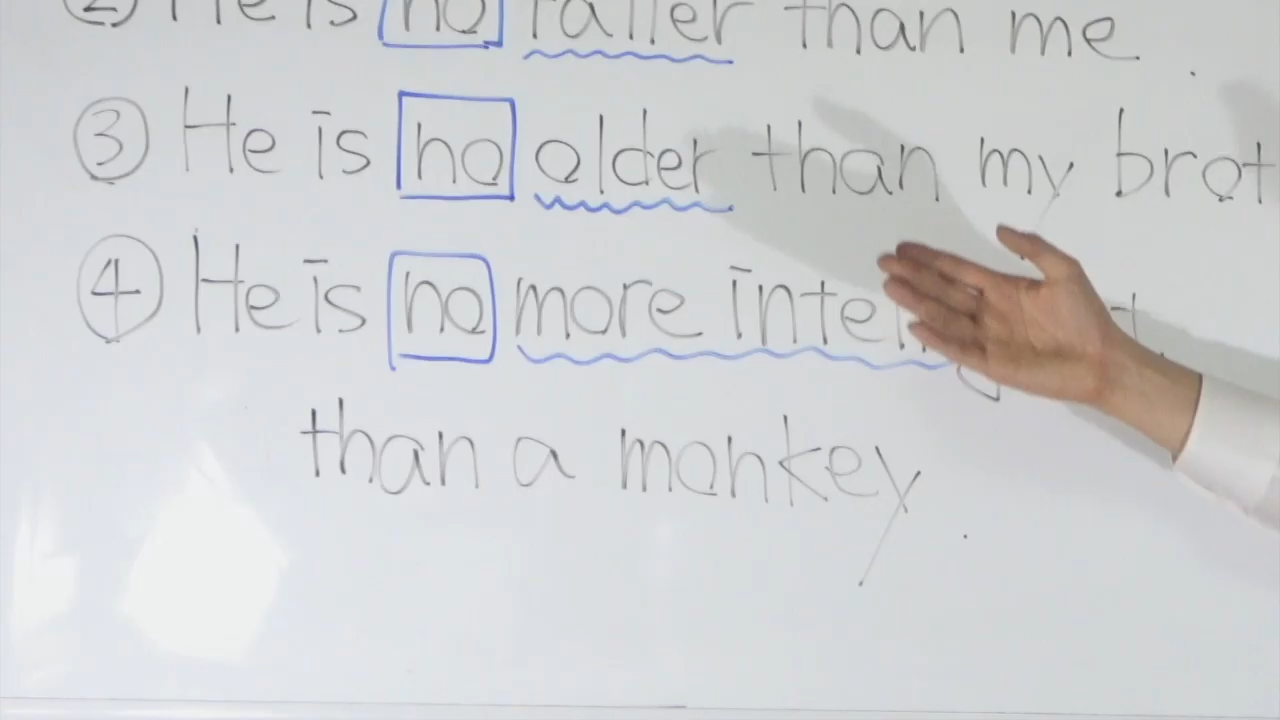 ② He is no taller than me.
③ He is no older than my brot
④ He is no more inte
than a monkey.